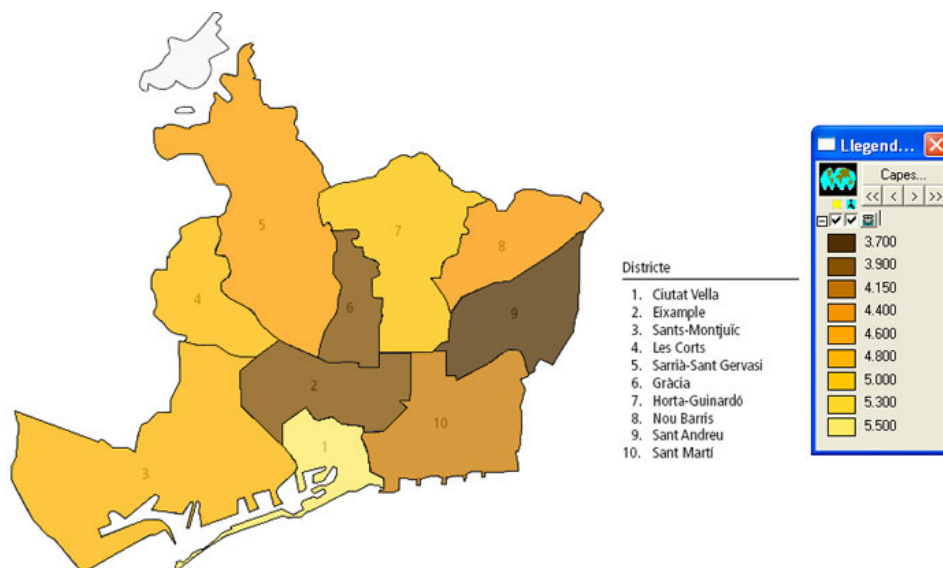 5
7
8
4
6
9
2
10
1
3
Districte
1. Ciutat Vella
2. Eixample
3. Sants-Montjuïc
4. Les Corts
5. Sarrià-Sant Gervasi
6. Gràcia
7. Horta-Guinardó
8. Nou Barris
9. Sant Andreu
10. Sant Martí
Llegend...
Capes...
<< < > >>
3.700
3.900
4.150
4.400
4.600
4.800
5.000
5.300
5.500